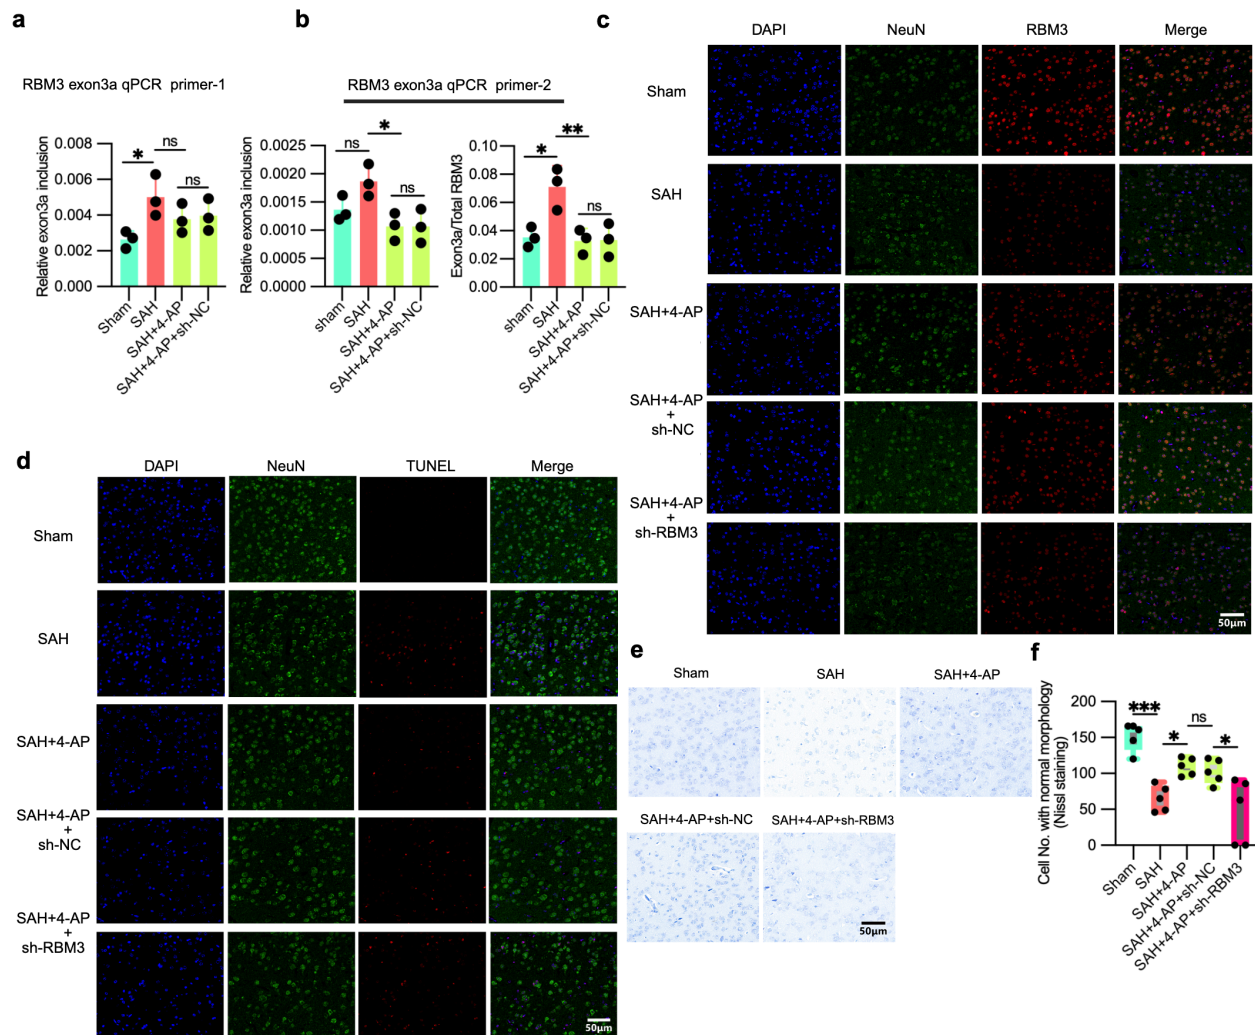 a
b
c
RBM3 exon3a qPCR primer-1
RBM3 exon3a qPCR primer-2
Relative exon3a inclusion
0.008
0.006
0.004
0.002
0.000
*
ns
ns
Sham
SAH
SAH+4-AP
SAH+4-AP+sh-NC
Relative exon3a inclusion
0.0025
0.0020
0.0015
0.0010
0.0005
0.0000
ns
*
ns
sham
SAH
SAH+4-AP
SAH+4-AP+sh-NC
Exon3a/Total RBM3
0.10
0.08
0.06
0.04
0.02
0.00
*
**
ns
sham
SAH
SAH+4-AP
SAH+4-AP+sh-NC
DAPI
NeuN
RBM3
Merge
Sham
SAH
SAH+4-AP
SAH+4-AP
+
sh-NC
SAH+4-AP
+
sh-RBM3
50μm
d
DAPI
NeuN
TUNEL
Merge
Sham
SAH
SAH+4-AP
SAH+4-AP
+
sh-NC
SAH+4-AP
+
sh-RBM3
50μm
e
Sham
SAH
SAH+4-AP
SAH+4-AP+sh-NC
SAH+4-AP+sh-RBM3
50μm
f
Cell No. with normal morphology
(Nissl staining)
200
150
100
50
0
***
*
ns
*
Sham
SAH
SAH+4-AP
SAH+4-AP+sh-NC
SAH+4-AP+sh-RBM3